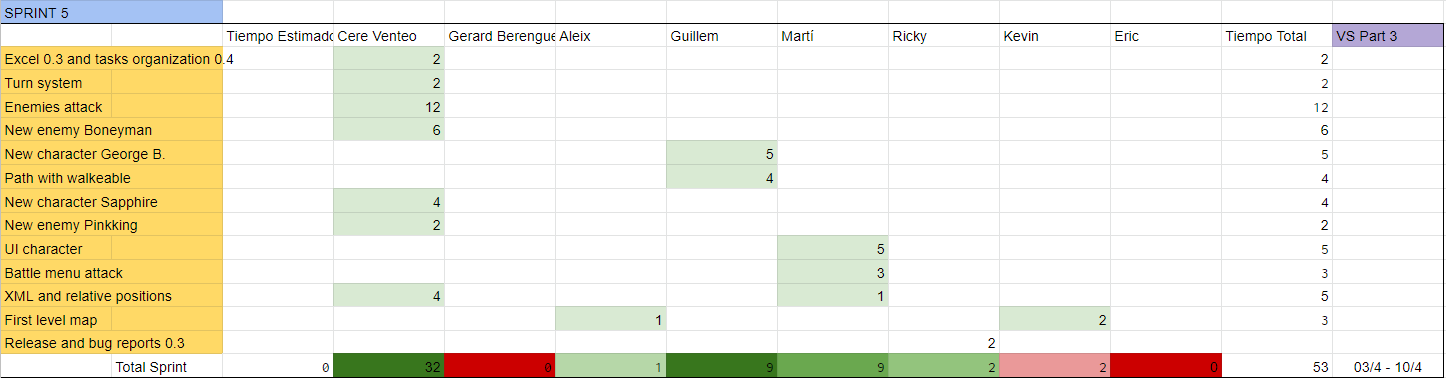 SPRINT 5
Tiempo Estimado Cere Venteo Gerard Berengue Aleix Guillem Martí Ricky Kevin Eric Tiempo Total VS Part 3
Excel 0.3 and tasks organization 0.4 2 2
Turn system 2 2
Enemies attack 12 12
New enemy Boneyman 6 6
New character George B. 5 5
Path with walkeable 4 4
New character Sapphire 4 4
New enemy Pinkking 2 2
UI character 5 5
Battle menu attack 3 3
XML and relative positions 4 1 5
First level map 1 2 3
Release and bug reports 0.3 2
Total Sprint 0 32 0 1 9 9 2 2 0 53 03/4 - 10/4